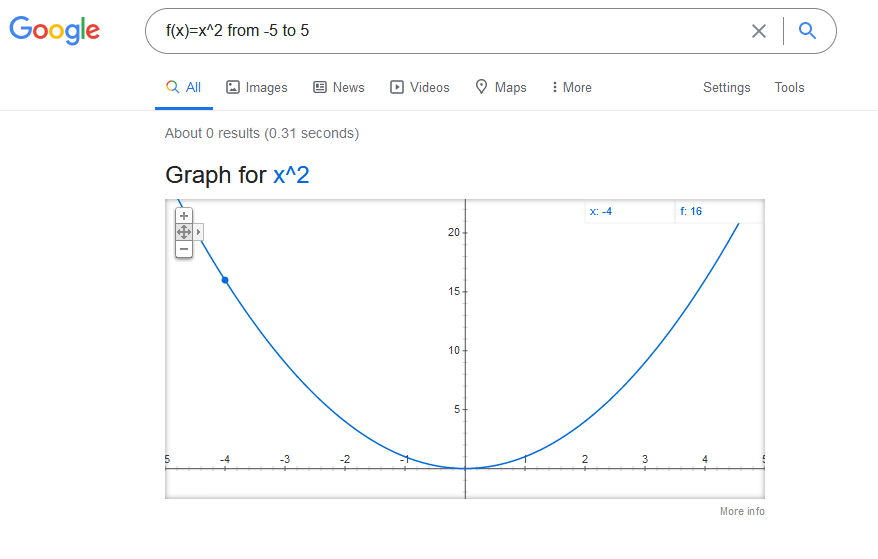 Google
f(x)=x^2 from -5 to 5
All Images News Videos Maps More Settings Tools
About 0 results (0.31 seconds)
Graph for x^2
x: -4 f: 16
20
15
10
5
5 -4 -3 -2 -1 1 2 3 4 5
More info